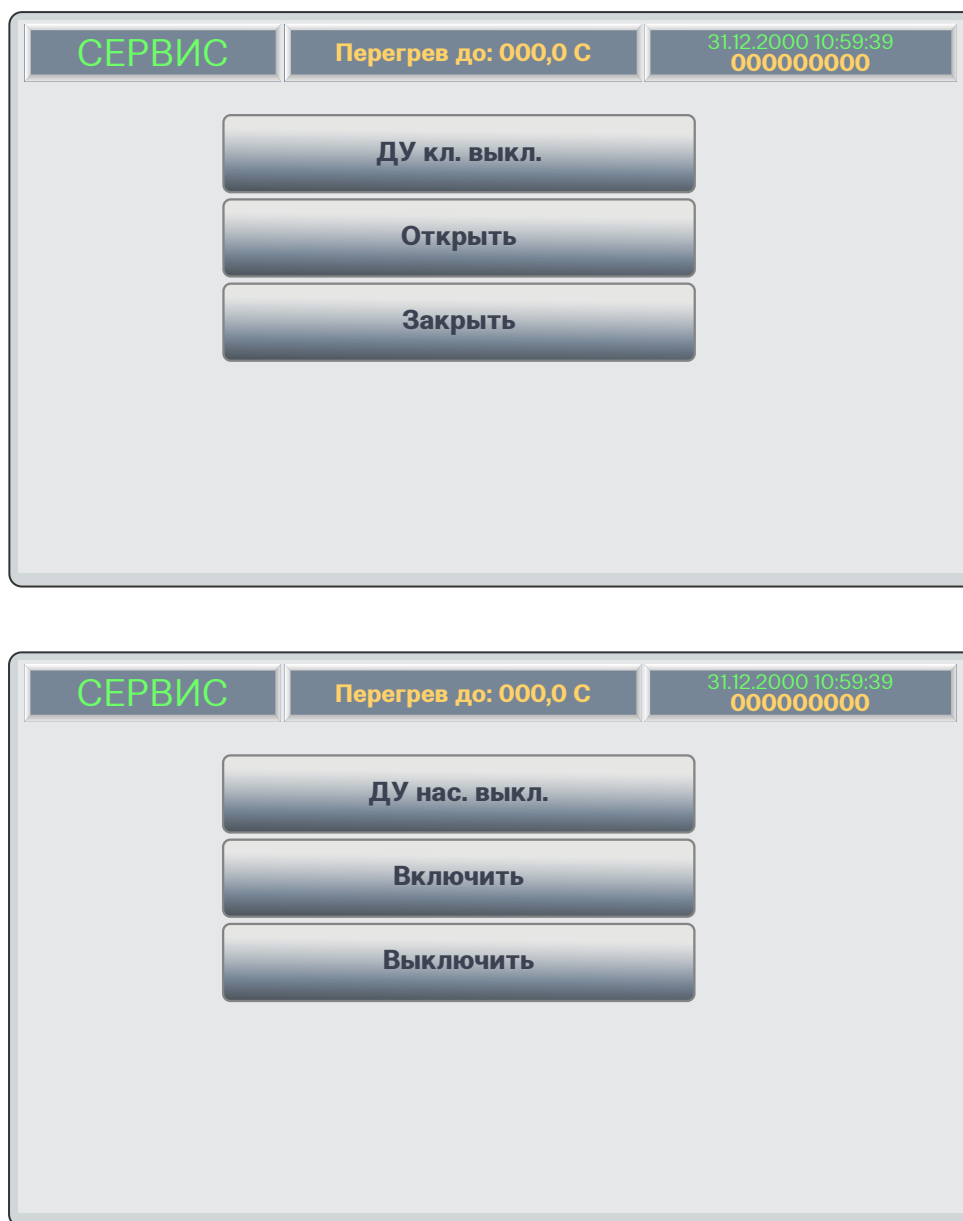 СЕРВИС
Перегрев до: 000,0 С
31.12.2000 10:59:39
000000000
ДУ кл. выкл.
Открыть
Закрыть
СЕРВИС
Перегрев до: 000,0 С
31.12.2000 10:59:39
000000000
ДУ нас. выкл.
Включить
Выключить